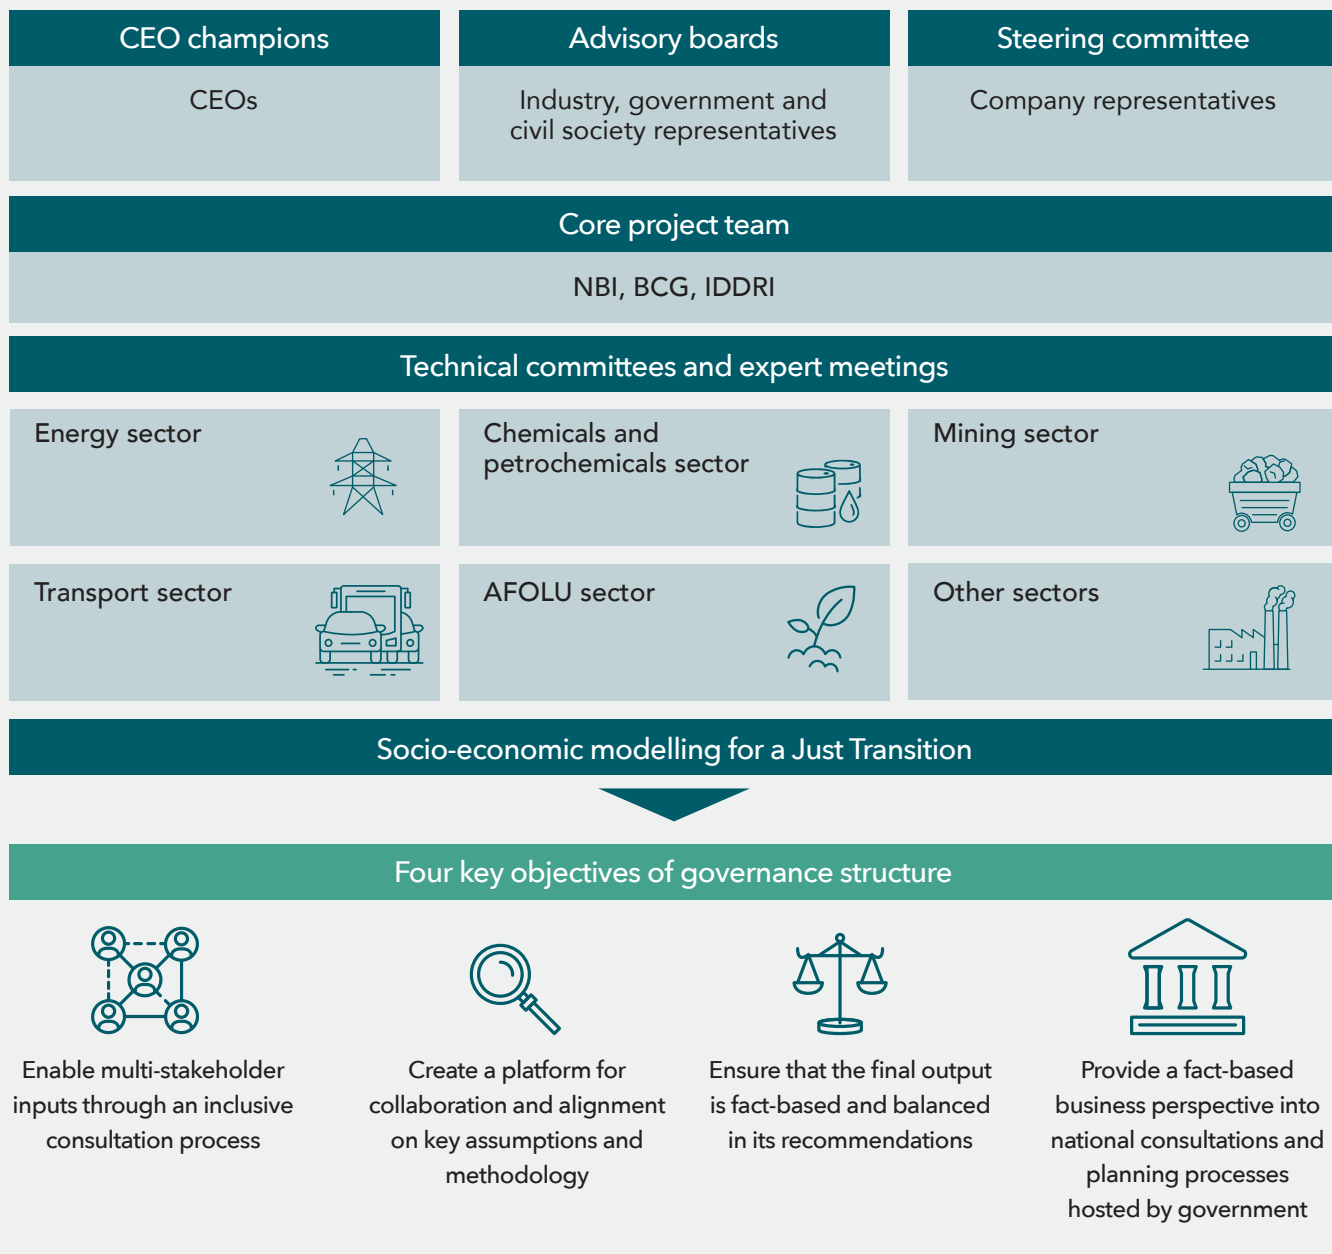 CEO champions
CEOs
Advisory boards
Industry, government and
civil society representatives
Steering committee
Company representatives
Core project team
NBI, BCG, IDDRI
Technical committees and expert meetings
Energy sector
Chemicals and
petrochemicals sector
Mining sector
Transport sector
AFOLU sector
Other sectors
Socio-economic modelling for a Just Transition
Four key objectives of governance structure
Enable multi-stakeholder
inputs through an inclusive
consultation process
Create a platform for
collaboration and alignment
on key assumptions and
methodology
Ensure that the final output
is fact-based and balanced
in its recommendations
Provide a fact-based
business perspective into
national consultations and
planning processes
hosted by government